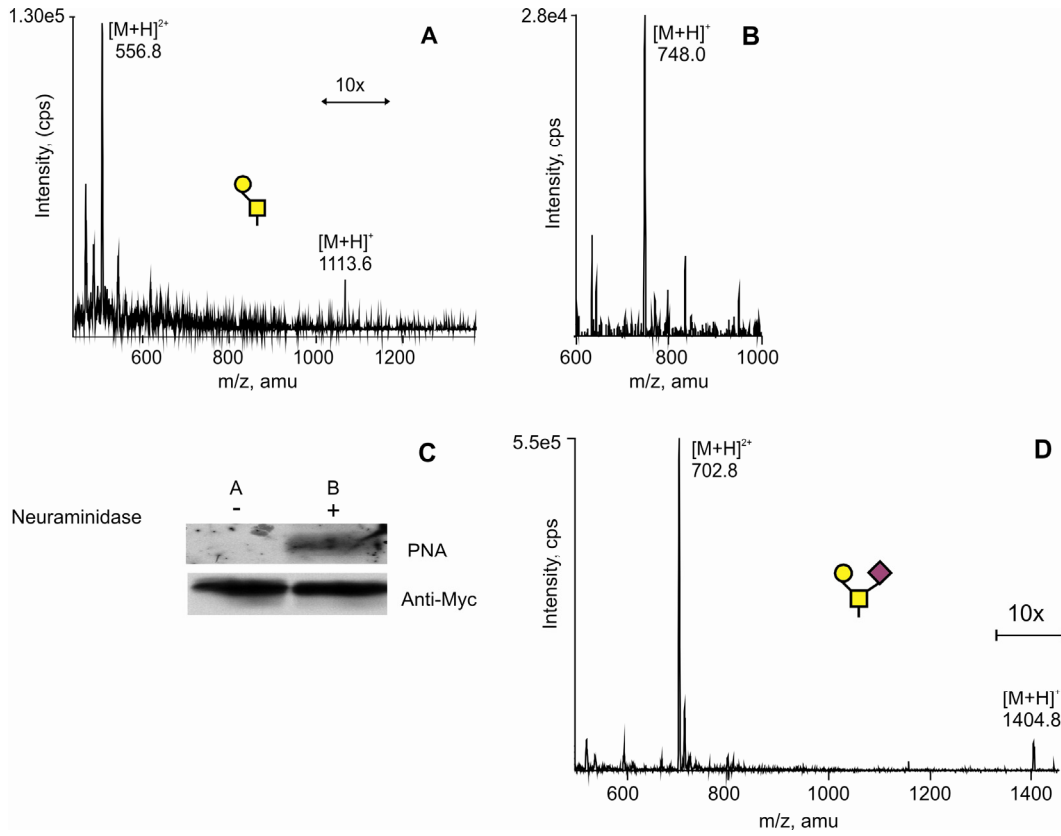 1.30e5
[M+H]2+
556.8
A
10x
Intensity, (cps)
[M+H]+
1113.6
600 800 1000 1200
m/z, amu
2.8e4
[M+H]+
748.0
B
Intensity, cps
600 800 1000
m/z, amu
C
A B
Neuraminidase - +
PNA
Anti-Myc
5.5e5
[M+H]2+
702.8
D
Intensity, cps
10x
[M+H]+
1404.8
600 800 1000 1200 1400
m/z, amu